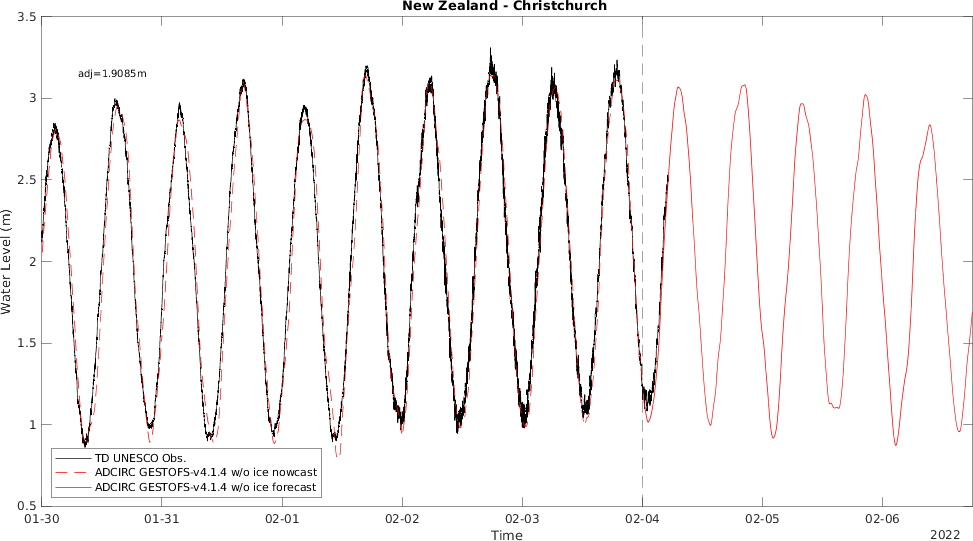 New Zealand - Christchurch
3.5
adj=1.9085m
3
2.5
Water Level (m)
2
1.5
1
TD UNESCO Obs.
ADCIRC GESTOFS-v4.1.4 w/o ice nowcast
ADCIRC GESTOFS-v4.1.4 w/o ice forecast
0.5
01-30 01-31 02-01 02-02 02-03 02-04 02-05 02-06
Time
2022